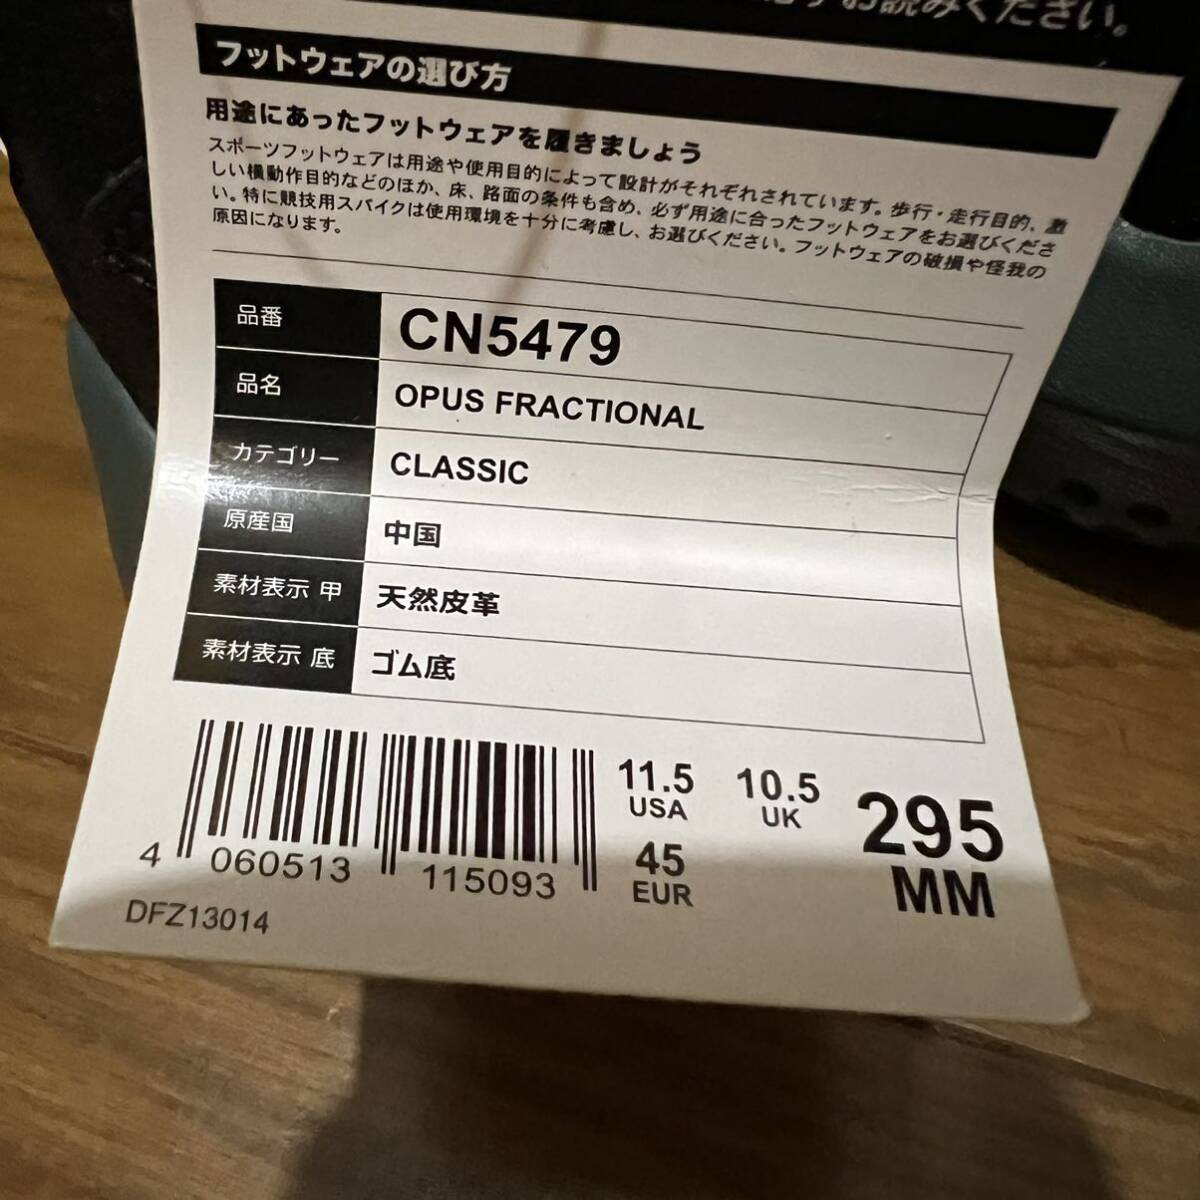 お読みください。
フットウェアの選び方
用途にあったフットウェアを履きましょう
スポーツフットウェアは用途や使用目的によって設計がそれぞれされています。歩行・走行目的、激
しい横動作目的などのほか、床、路面の条件も含め、必ず用途に合ったフットウェアをお選びくださ
い。特に競技用スパイクは使用環境を十分に考慮し、お選びください。フットウェアの破損や怪我の
原因になります。
品番 CN5479
品名 OPUS FRACTIONAL
カテゴリー CLASSIC
原産国 中国
素材表示 甲 天然皮革
素材表示 底 ゴム底
11.5 USA
10.5 UK
45 EUR
295 MM
4 060513 115093
DFZ13014